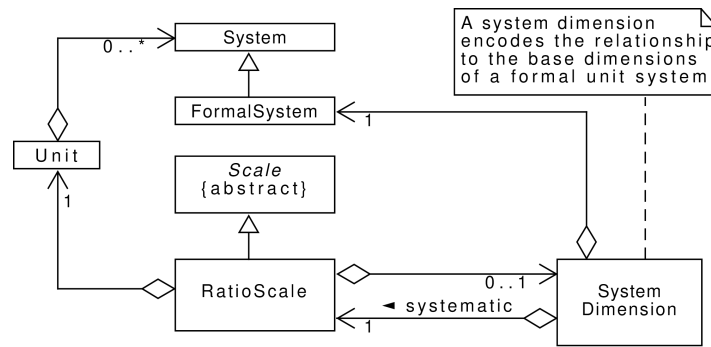 System
0..*
FormalSystem
1
A system dimension
encodes the relationship
to the base dimensions
of a formal unit system
Unit
1
Scale
{abstract}
RatioScale
0..1
◄ systematic
1
System
Dimension